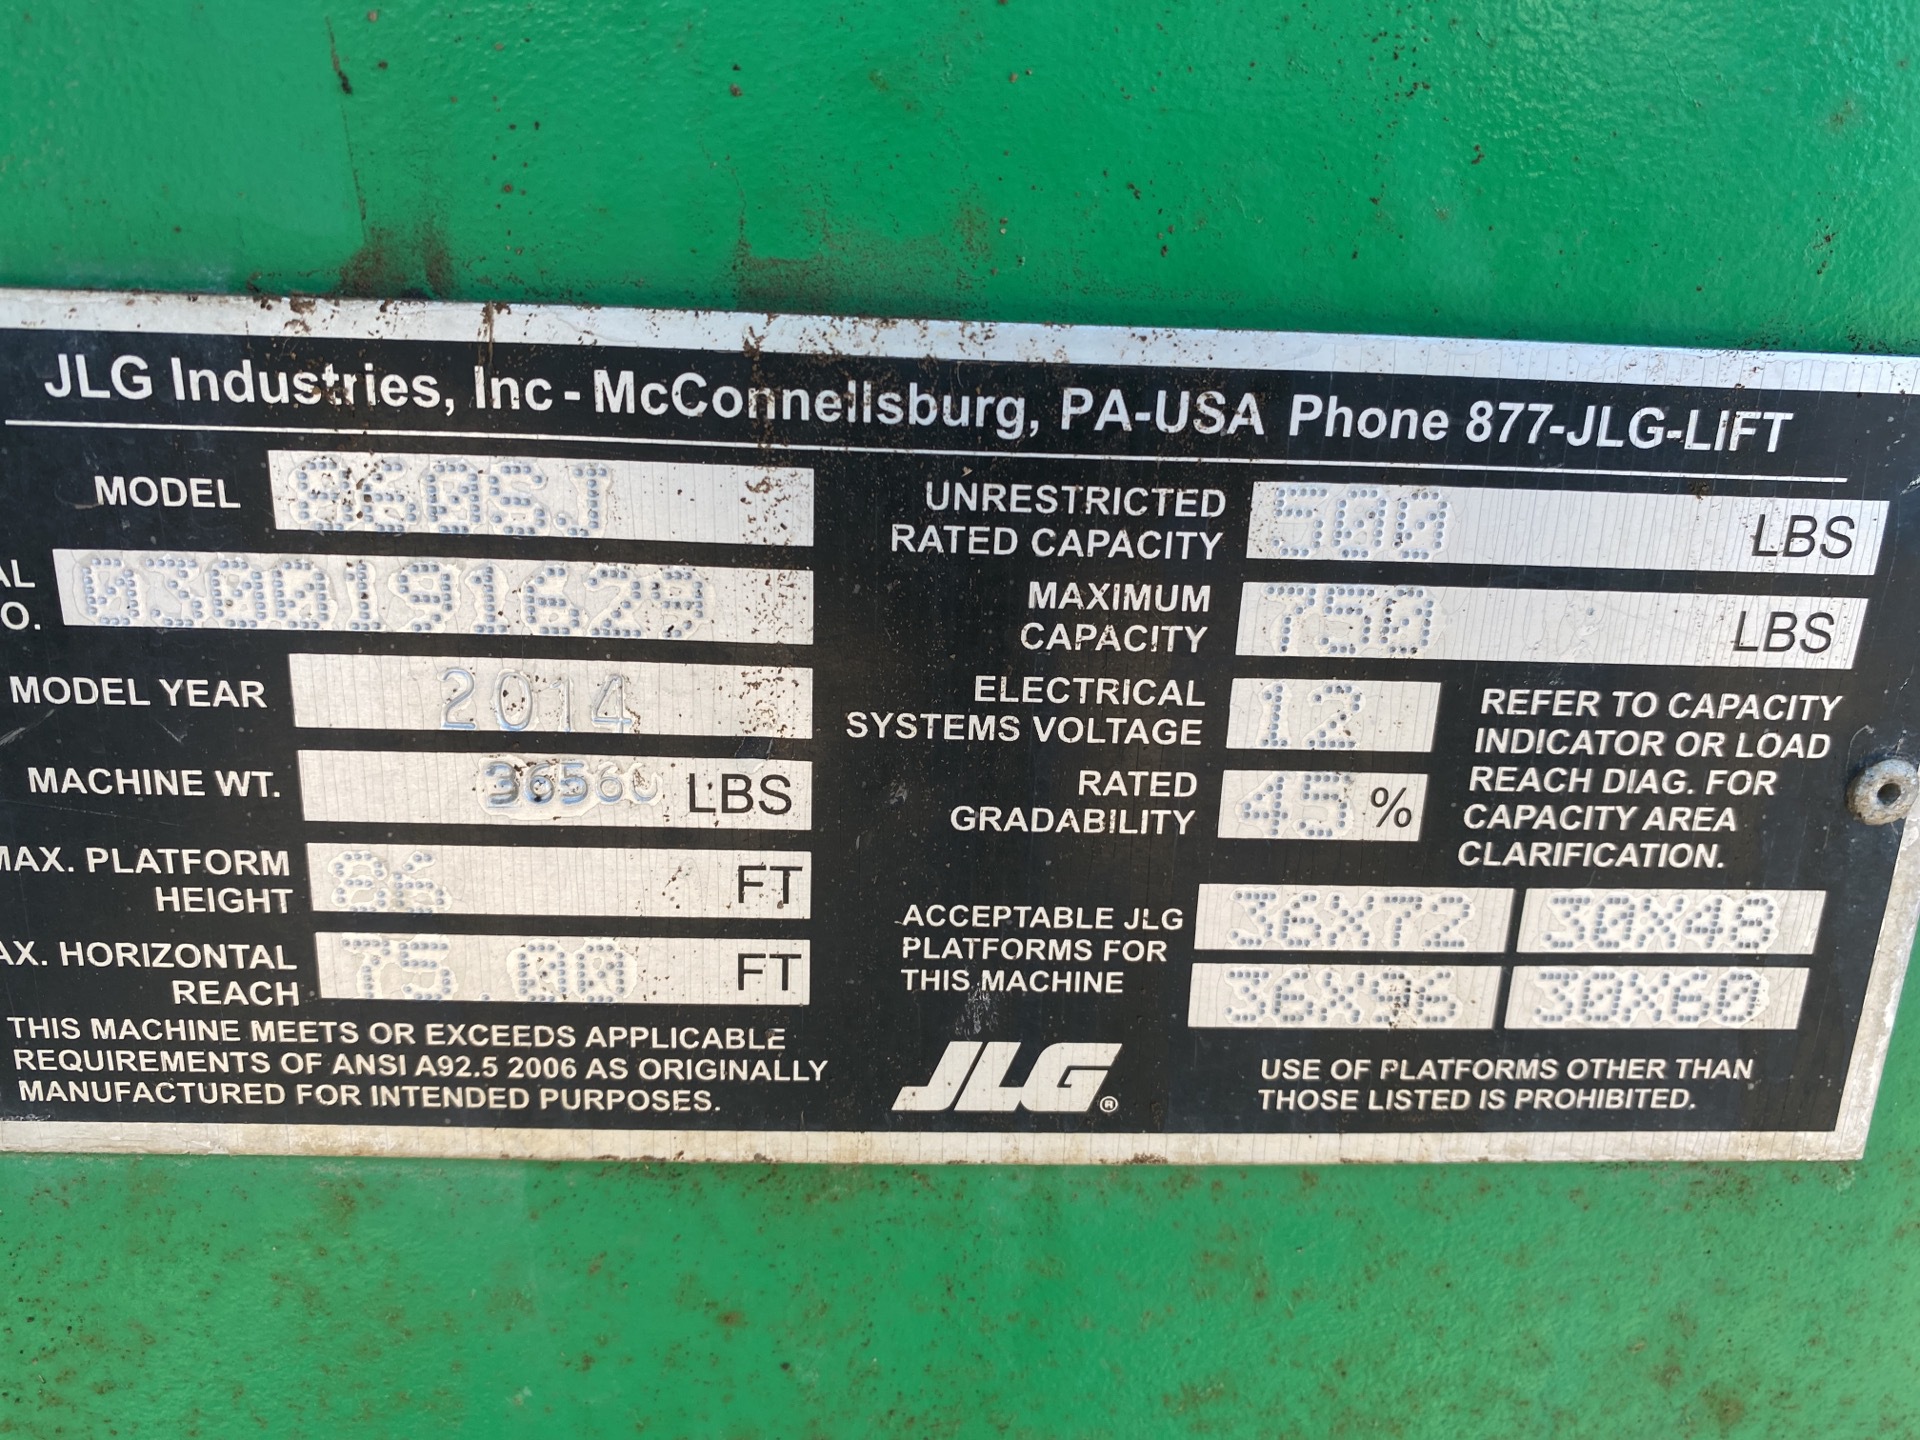 JLG Industries, Inc - McConnellsburg, PA-USA Phone 877-JLG-LIFT
MODEL 860SJ
AL
O. 0300191629
MODEL YEAR 2014
MACHINE WT. 36560 LBS
MAX. PLATFORM
HEIGHT 86 FT
AX. HORIZONTAL
REACH 75.00 FT
THIS MACHINE MEETS OR EXCEEDS APPLICABLE
REQUIREMENTS OF ANSI A92.5 2006 AS ORIGINALLY
MANUFACTURED FOR INTENDED PURPOSES.
UNRESTRICTED
RATED CAPACITY 500 LBS
MAXIMUM
CAPACITY 750 LBS
ELECTRICAL
SYSTEMS VOLTAGE 12
RATED
GRADABILITY 45 %
REFER TO CAPACITY
INDICATOR OR LOAD
REACH DIAG. FOR
CAPACITY AREA
CLARIFICATION.
ACCEPTABLE JLG
PLATFORMS FOR
THIS MACHINE
36X72 30X48
36X96 30X60
JLG®
USE OF PLATFORMS OTHER THAN
THOSE LISTED IS PROHIBITED.